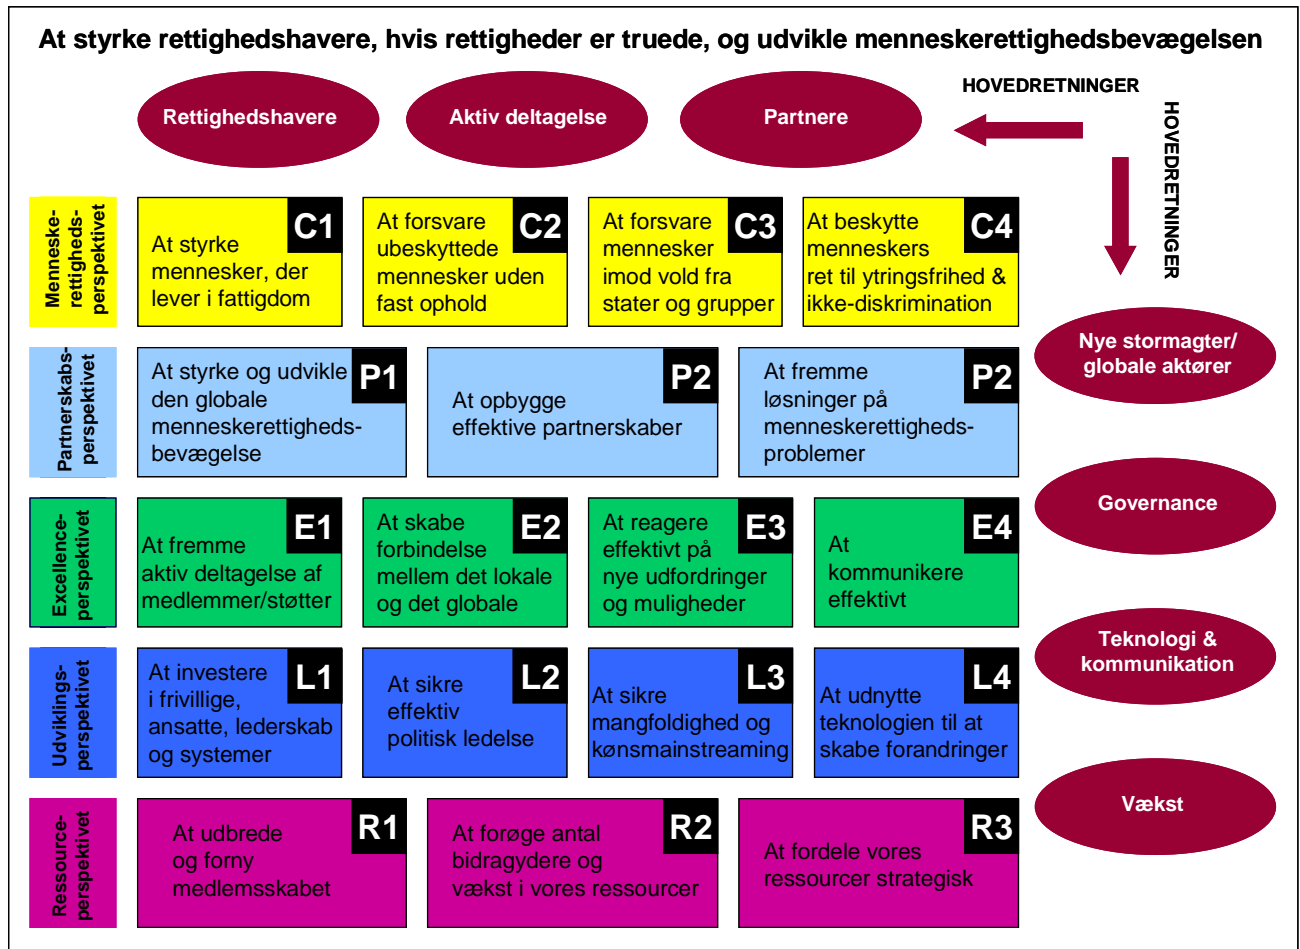 At styrke rettighedshavere, hvis rettigheder er truede, og udvikle menneskerettighedsbevægelsen
Rettighedshavere
Aktiv deltagelse
Partnere
HOVEDRETNINGER
HOVEDRETNINGER
Menneske-
rettigheds-
perspektivet
C1
At styrke
mennesker, der
lever i fattigdom
C2
At forsvare
ubeskyttede
mennesker uden
fast ophold
C3
At forsvare
mennesker
imod vold fra
stater og grupper
C4
At beskytte
menneskers
ret til ytringsfrihed &
ikke-diskrimination
Nye stormagter/
globale aktører
Partnerskabs-
perspektivet
P1
At styrke og udvikle
den globale
menneskerettigheds-
bevægelse
P2
At opbygge
effektive partnerskaber
P2
At fremme
løsninger på
menneskerettigheds-
problemer
Governance
Excellence-
perspektivet
E1
At fremme
aktiv deltagelse af
medlemmer/støtter
E2
At skabe
forbindelse
mellem det lokale
og det globale
E3
At reagere
effektivt på
nye udfordringer
og muligheder
E4
At
kommunikere
effektivt
Teknologi &
kommunikation
Udviklings-
perspektivet
L1
At investere
i frivillige,
ansatte, lederskab
og systemer
L2
At sikre
effektiv
politisk ledelse
L3
At sikre
mangfoldighed og
kønsmainstreaming
L4
At udnytte
teknologien til at
skabe forandringer
Vækst
Ressource-
perspektivet
R1
At udbrede
og forny
medlemsskabet
R2
At forøge antal
bidragydere og
vækst i vores ressourcer
R3
At fordele vores
ressourcer strategisk